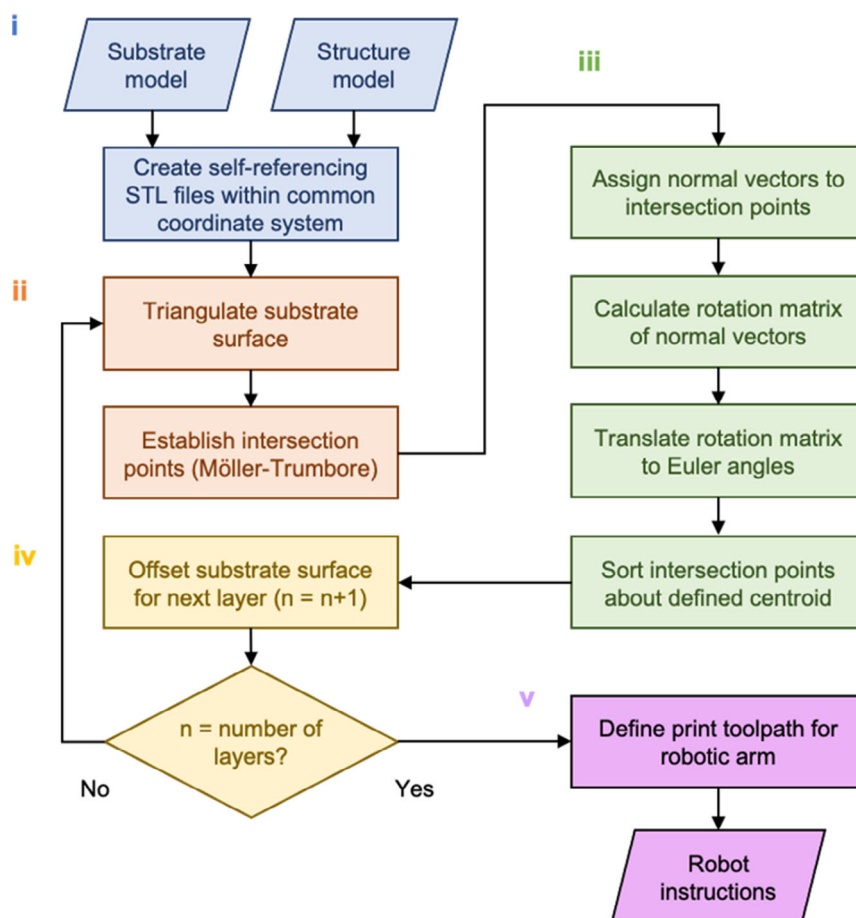 i
Substrate
model
Structure
model
Create self-referencing
STL files within common
coordinate system
ii
Triangulate substrate
surface
Establish intersection
points (Möller-Trumbore)
iii
Assign normal vectors to
intersection points
Calculate rotation matrix
of normal vectors
Translate rotation matrix
to Euler angles
Sort intersection points
about defined centroid
iv
Offset substrate surface
for next layer (n = n+1)
n = number of
layers?
No
Yes
v
Define print toolpath for
robotic arm
Robot
instructions